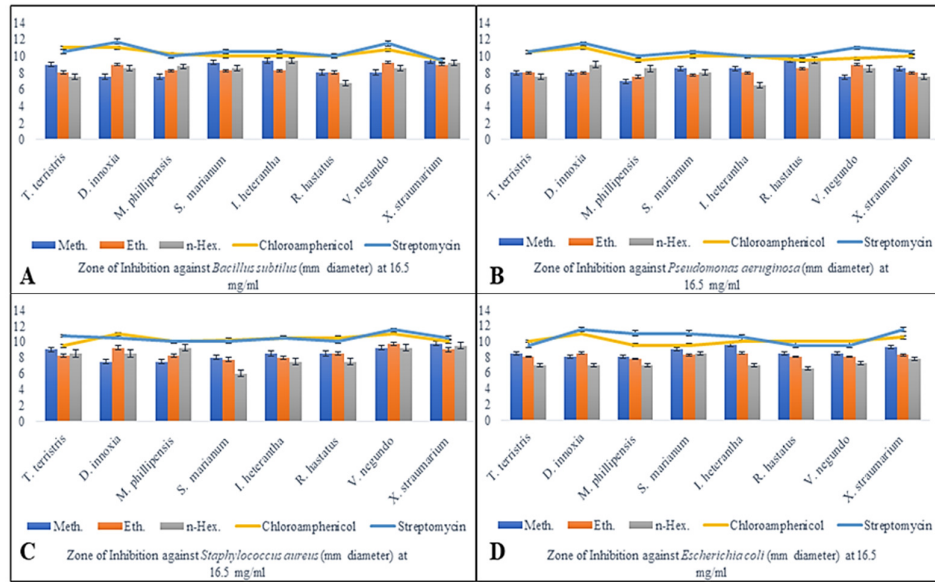 14
12
10
8
6
4
2
0
T. terristris
D. innoxia
M. phillipensis
S. marianum
I. heterantha
R. hastatus
V. negundo
X. straumarium
Meth. Eth. n-Hex. Chloroamphenicol Streptomycin
A
Zone of Inhibition against Bacillus subtilus (mm diameter) at 16.5
mg/ml
14
12
10
8
6
4
2
0
T. terristris
D. innoxia
M. phillipensis
S. marianum
I. heterantha
R. hastatus
V. negundo
X. straumarium
Meth. Eth. n-Hex. Chloroamphenicol Streptomycin
B
Zone of Inhibition against Pseudomonas aeruginosa (mm diameter) at
16.5 mg/ml
14
12
10
8
6
4
2
0
T. terristris
D. innoxia
M. phillipensis
S. marianum
I. heterantha
R. hastatus
V. negundo
X. straumarium
Meth. Eth. n-Hex. Chloroamphenicol Streptomycin
C
Zone of Inhibition against Staphylococcus aureus (mm diameter) at
16.5 mg/ml
14
12
10
8
6
4
2
0
T. terristris
D. innoxia
M. phillipensis
S. marianum
I. heterantha
R. hastatus
V. negundo
X. straumarium
Meth. Eth. n-Hex. Chloroamphenicol Streptomycin
D
Zone of Inhibition against Escherichia coli (mm diameter) at 16.5
mg/ml